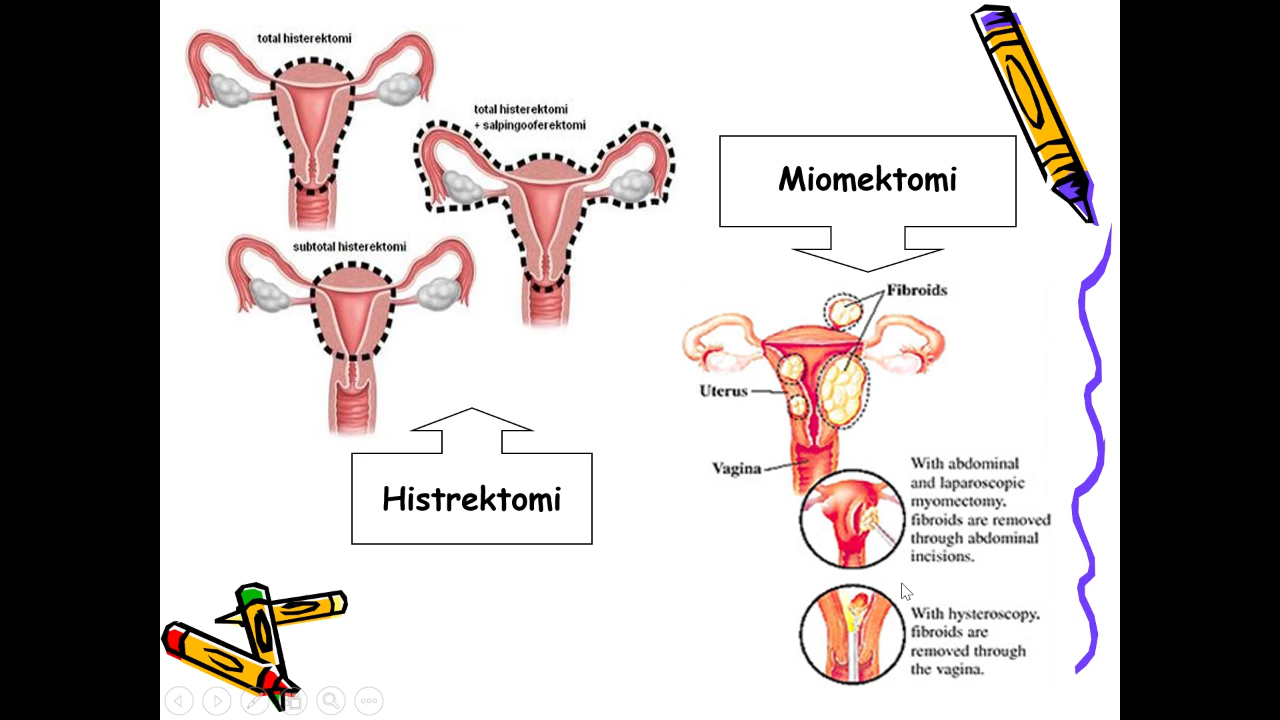 total histerektomi
total histerektomi
+ salpingooferektomi
subtotal histerektomi
Histrektomi
Miomektomi
Fibroids
Uterus
Vagina
With abdominal
and laparoscopic
myomectomy,
fibroids are removed
through abdominal
incisions.
With hysteroscopy,
fibroids are
removed through
the vagina.